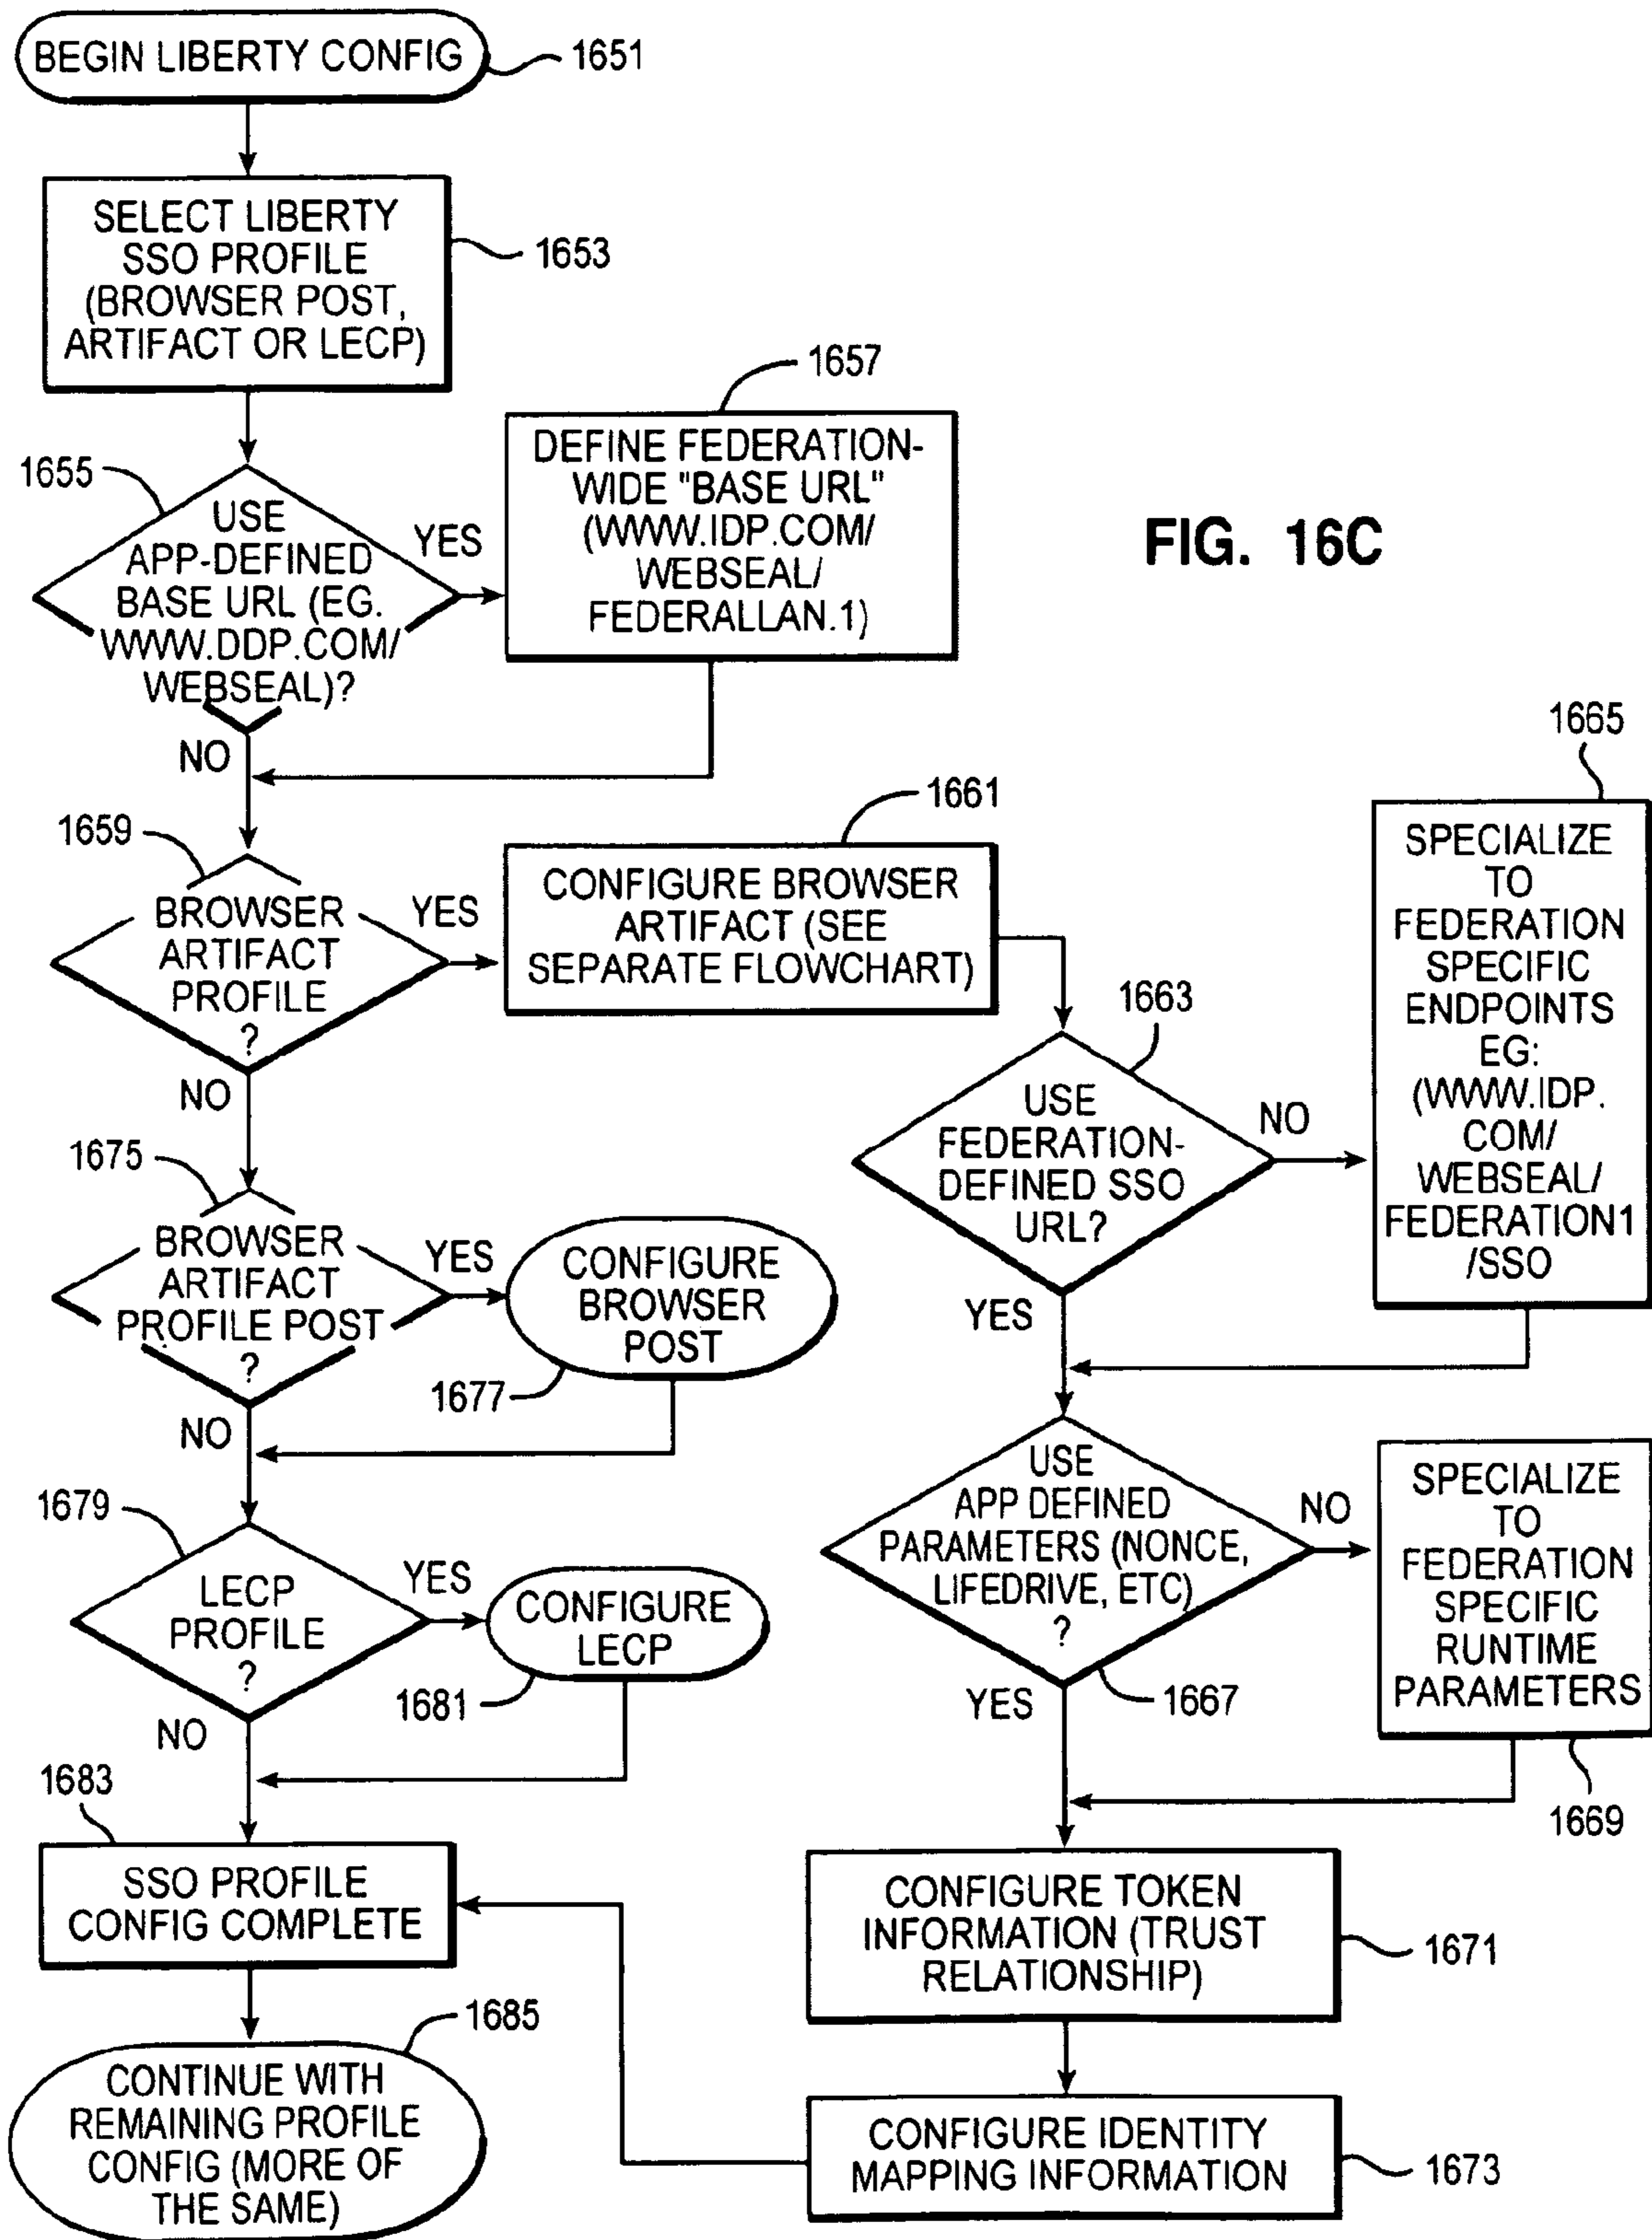 BEGIN LIBERTY CONFIG
1651
SELECT LIBERTY
SSO PROFILE
(BROWSER POST,
ARTIFACT OR LECP)
1653
1655
USE
APP-DEFINED
BASE URL (EG.
WWW.DDP.COM/
WEBSEAL)?
YES
NO
1657
DEFINE FEDERATION-
WIDE "BASE URL"
(WWW.IDP.COM/
WEBSEAL/
FEDERALLAN.1)
FIG. 16C
1659
BROWSER
ARTIFACT
PROFILE
?
YES
NO
1661
CONFIGURE BROWSER
ARTIFACT (SEE
SEPARATE FLOWCHART)
1663
USE
FEDERATION-
DEFINED SSO
URL?
NO
YES
1665
SPECIALIZE
TO
FEDERATION
SPECIFIC
ENDPOINTS
EG:
(WWW.IDP.
COM/
WEBSEAL/
FEDERATION1
/SSO
1675
BROWSER
ARTIFACT
PROFILE POST
?
YES
NO
CONFIGURE
BROWSER
POST
1677
USE
APP DEFINED
PARAMETERS (NONCE,
LIFEDRIVE, ETC)
?
NO
YES
1667
SPECIALIZE
TO
FEDERATION
SPECIFIC
RUNTIME
PARAMETERS
1669
1679
LECP
PROFILE
?
YES
NO
CONFIGURE
LECP
1681
1683
SSO PROFILE
CONFIG COMPLETE
CONFIGURE TOKEN
INFORMATION (TRUST
RELATIONSHIP)
1671
1685
CONTINUE WITH
REMAINING PROFILE
CONFIG (MORE OF
THE SAME)
CONFIGURE IDENTITY
MAPPING INFORMATION
1673